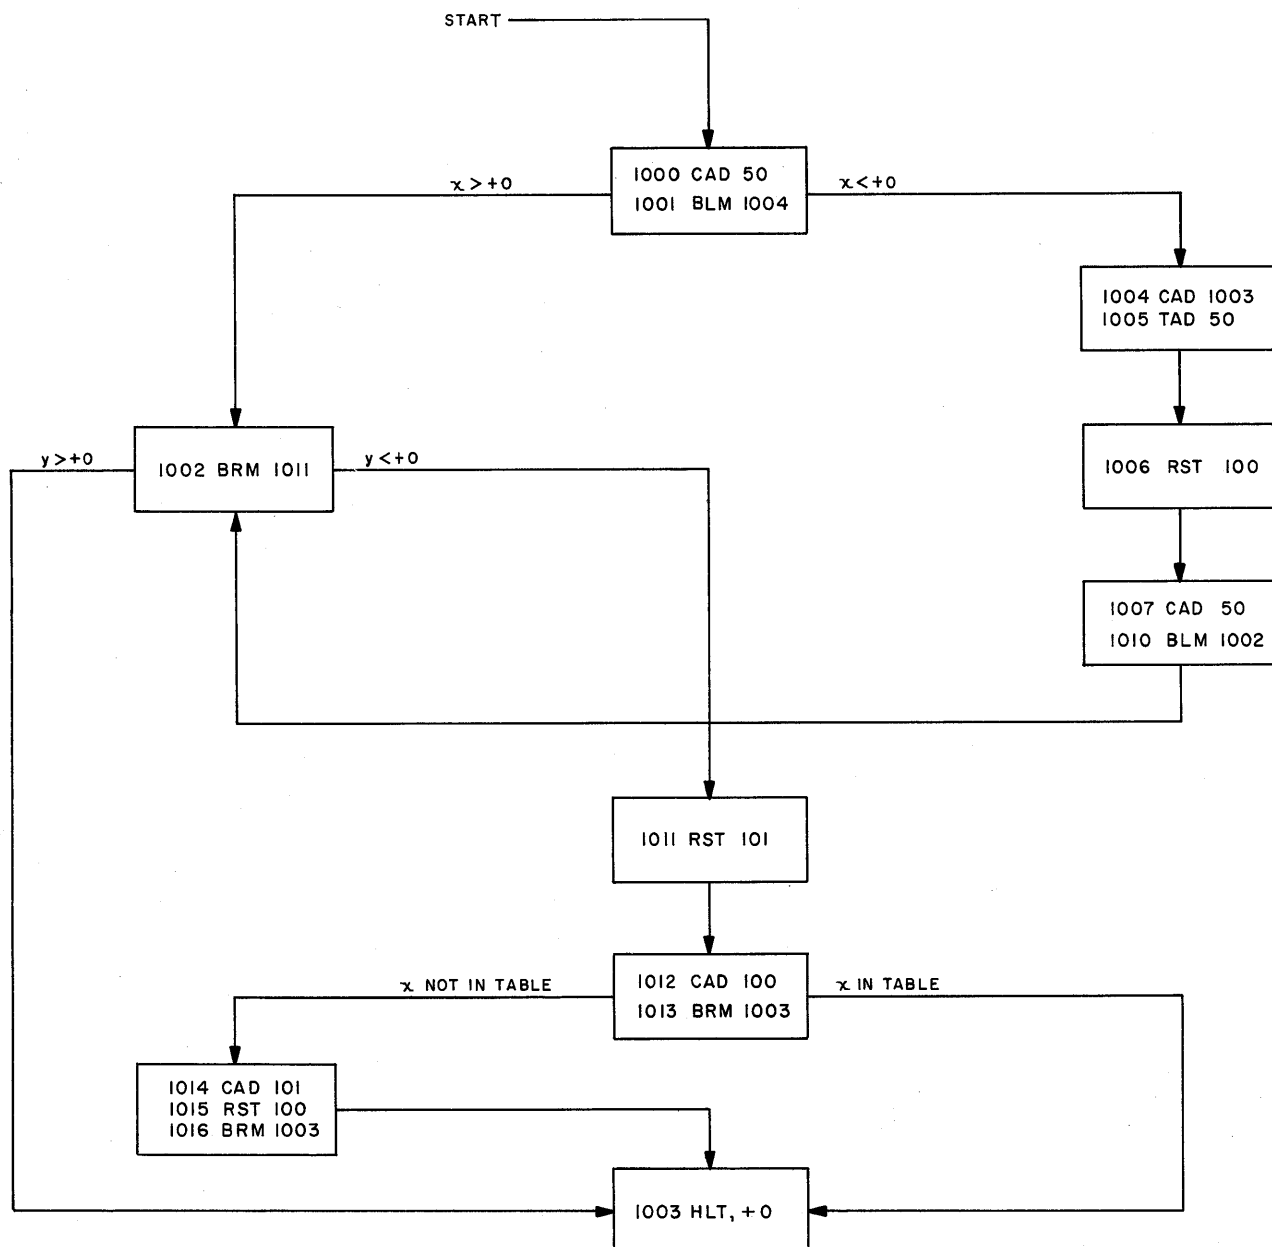 START
1000 CAD 50
1001 BLM 1004
x > +0
x < +0
1004 CAD 1003
1005 TAD 50
1002 BRM 1011
y > +0
y < +0
1006 RST 100
1007 CAD 50
1010 BLM 1002
1011 RST 101
1012 CAD 100
1013 BRM 1003
x NOT IN TABLE
x IN TABLE
1014 CAD 101
1015 RST 100
1016 BRM 1003
1003 HLT, +0